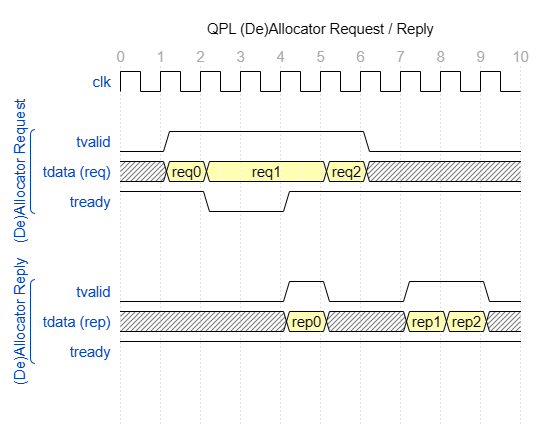 QPL (De)Allocator Request / Reply
0 1 2 3 4 5 6 7 8 9 10
clk
(De)Allocator Request
tvalid
tdata (req) req0 req1 req2
tready
(De)Allocator Reply
tvalid
tdata (rep) rep0 rep1 rep2
tready